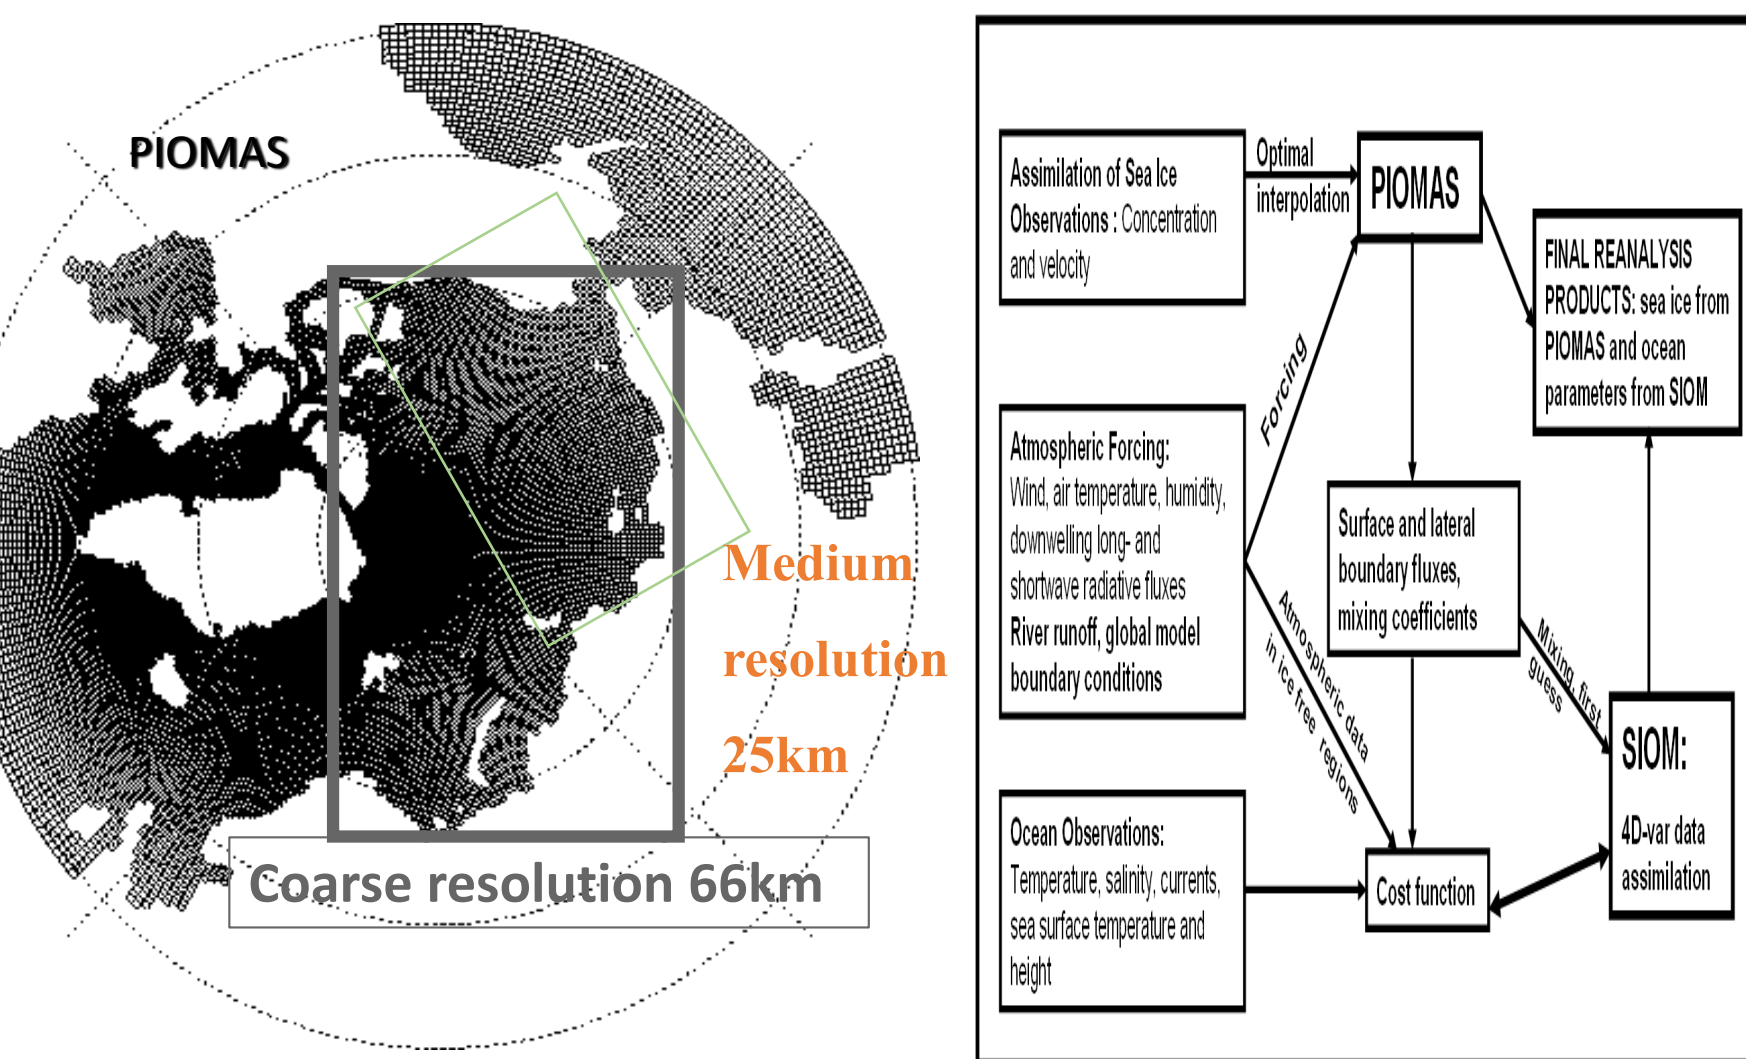 PIOMAS
Medium
resolution
25km
Coarse resolution 66km
Assimilation of Sea Ice
Observations : Concentration
and velocity
Optimal
interpolation
PIOMAS
FINAL REANALYSIS
PRODUCTS: sea ice from
PIOMAS and ocean
parameters from SIOM
Forcing
Atmospheric Forcing:
Wind, air temperature, humidity,
downwelling long- and
shortwave radiative fluxes
River runoff, global model
boundary conditions
Surface and lateral
boundary fluxes,
mixing coefficients
Atmospheric data
in ice free regions
Mixing, first
guess
SIOM:
4D-var data
assimilation
Ocean Observations:
Temperature, salinity, currents,
sea surface temperature and
height
Cost function